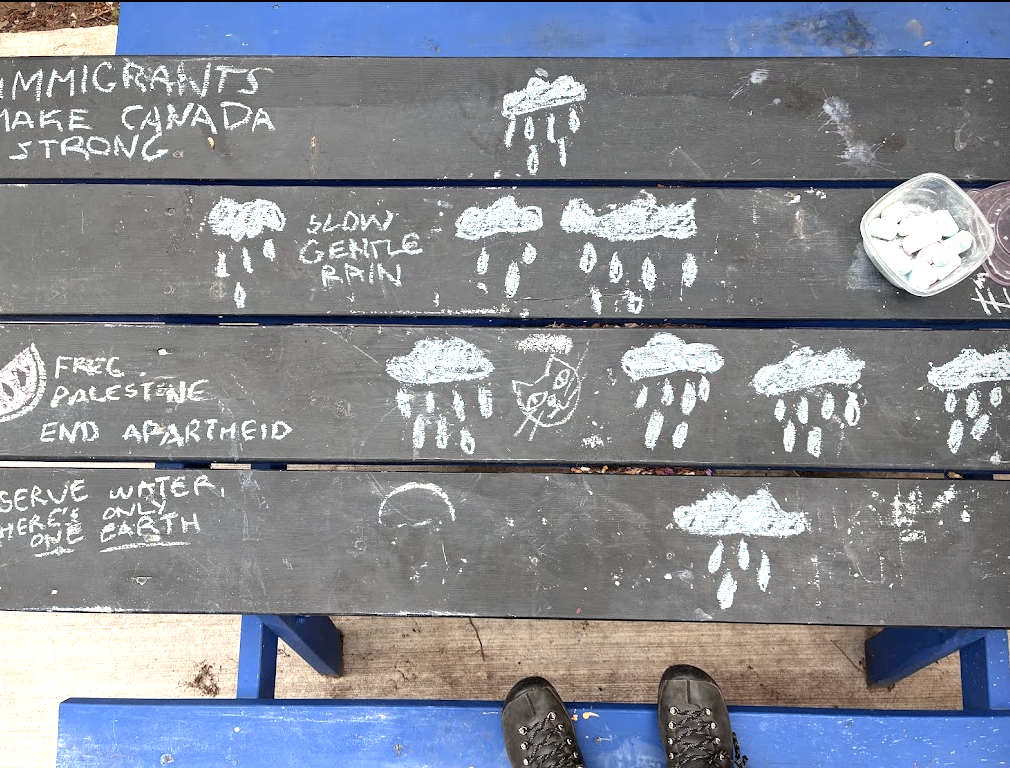 IMMIGRANTS
MAKE CANADA
STRONG
SLOW
GENTLE
RAIN
FREE
PALESTINE
END APARTHEID
SERVE WATER,
HERE'S ONLY
ONE EARTH